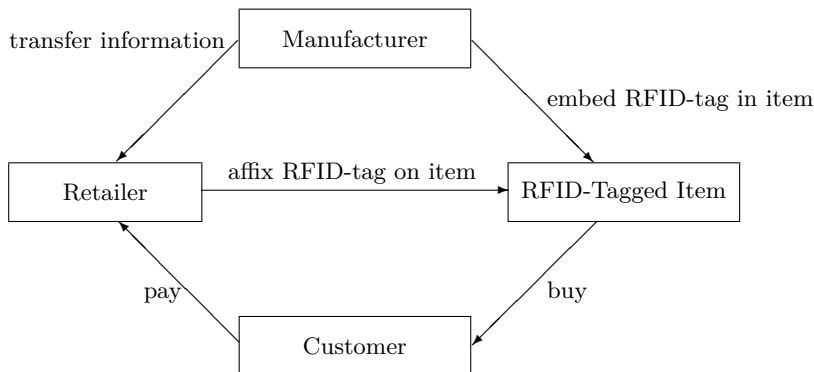 Manufacturer
transfer information
embed RFID-tag in item
affix RFID-tag on item
Retailer
RFID-Tagged Item
pay
buy
Customer